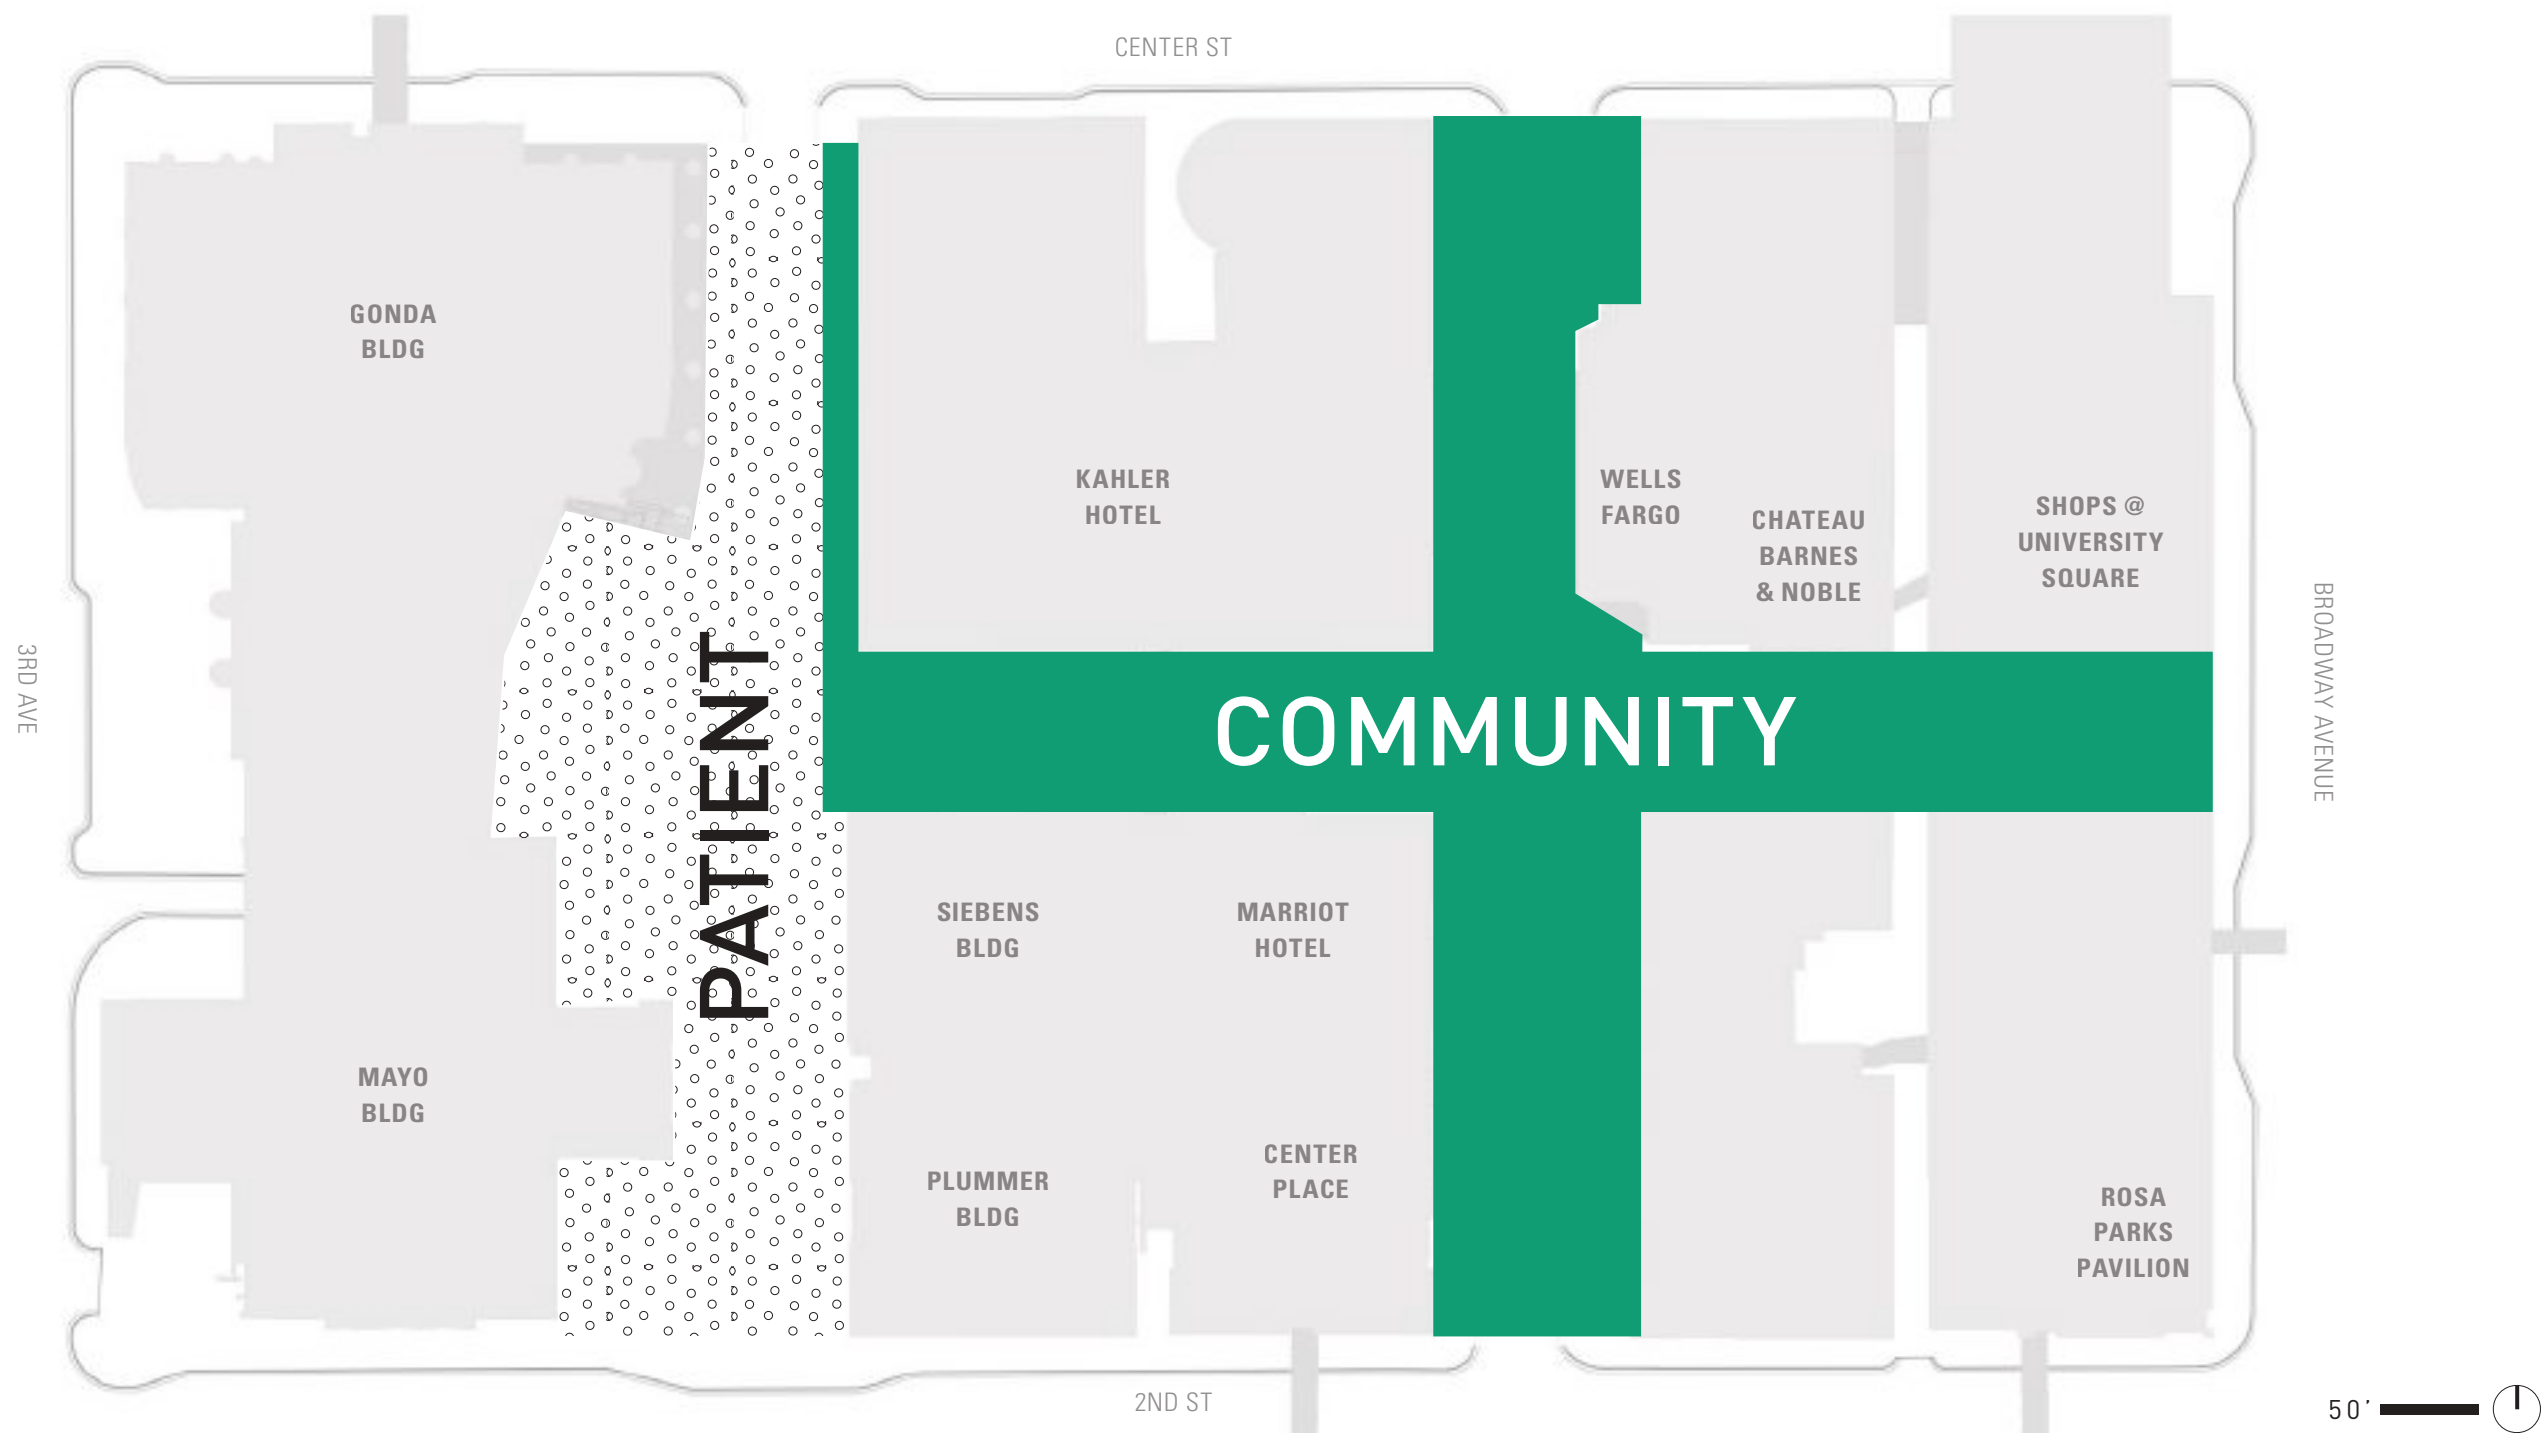 CENTER ST
GONDA
BLDG
KAHLER
HOTEL
WELLS
FARGO
CHATEAU
BARNES
& NOBLE
SHOPS @
UNIVERSITY
SQUARE
3RD AVE
BROADWAY AVENUE
PATIENT
COMMUNITY
SIEBENS
BLDG
MARRIOT
HOTEL
MAYO
BLDG
PLUMMER
BLDG
CENTER
PLACE
ROSA
PARKS
PAVILION
2ND ST
50'